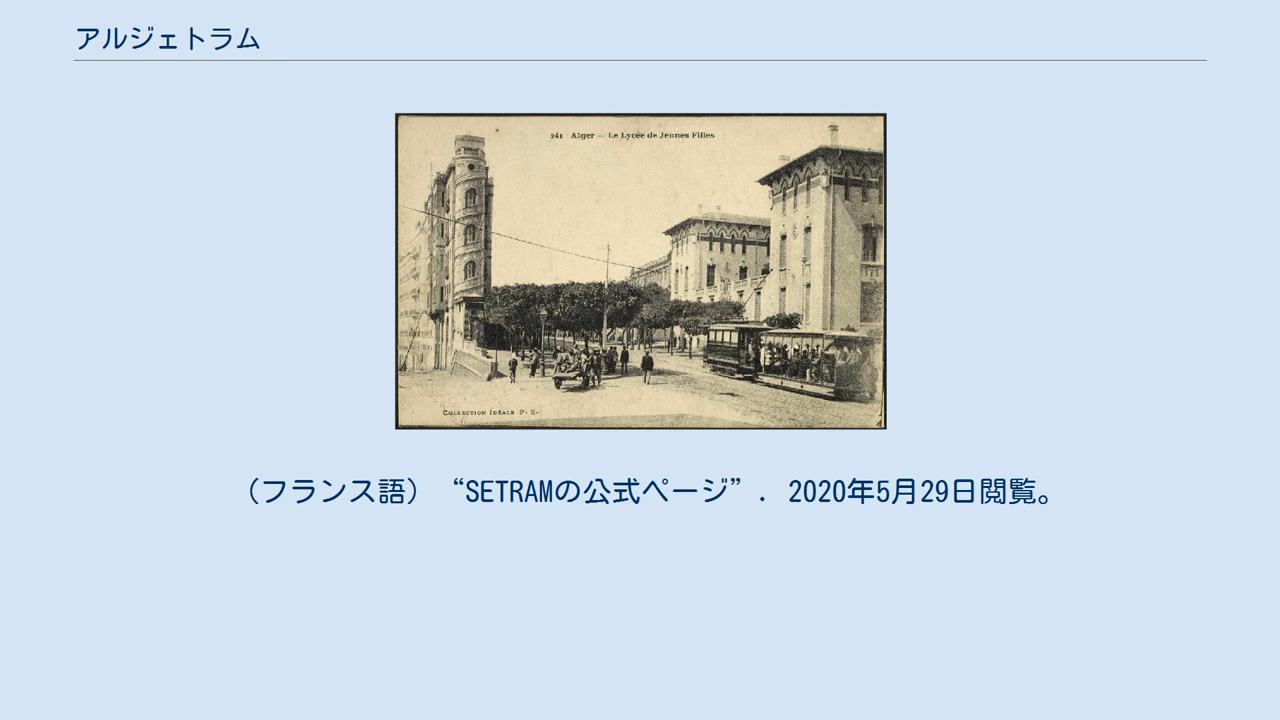 アルジェトラム
241 Alger — Le Lycée de Jeunes Filles
COLLECTION IDÉALE P. S.
（フランス語） “SETRAMの公式ページ”. 2020年5月29日閲覧。